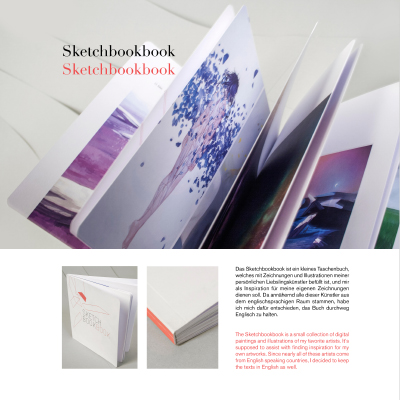 Sketchbookbook
Sketchbookbook
Das Sketchbookbook ist ein kleines Taschenbuch,
welches mit Zeichnungen und Illustrationen meiner
persönlichen Lieblingskünstler befüllt ist, und mir
als Inspiration für meine eigenen Zeichnungen
dienen soll. Da annähernd alle dieser Künstler aus
dem englischsprachigen Raum stammen, habe
ich mich dafür entschieden, das Buch durchweg
Englisch zu halten.
The Sketchbookbook is a small collection of digital
paintings and illustrations of my favorite artists. It's
supposed to assist with finding inspiration for my
own artworks. Since nearly all of those artists come
from English speaking countries, I decided to keep
the texts in English as well.